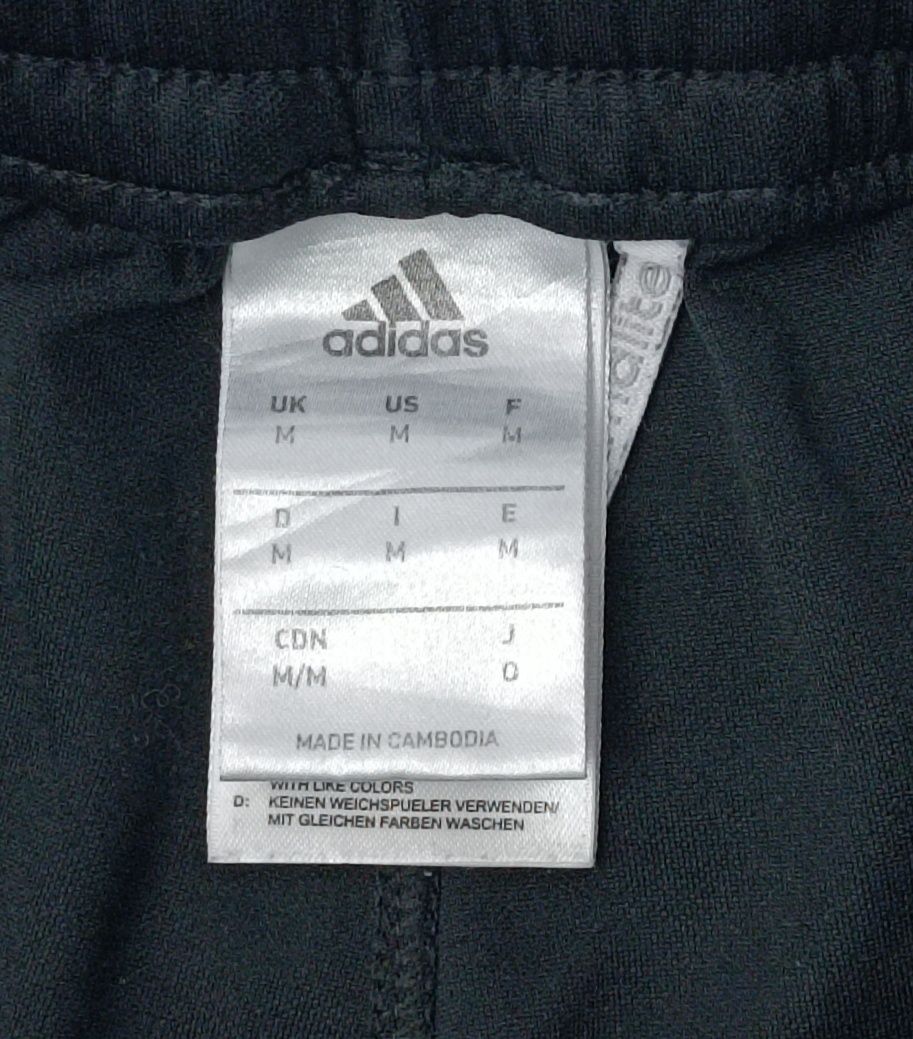 adidas
UK US F
M M M
D I E
M M M
CDN J
M/M O
MADE IN CAMBODIA
WITH LIKE COLORS
D: KEINEN WEICHSPUELER VERWENDEN/
MIT GLEICHEN FARBEN WASCHEN